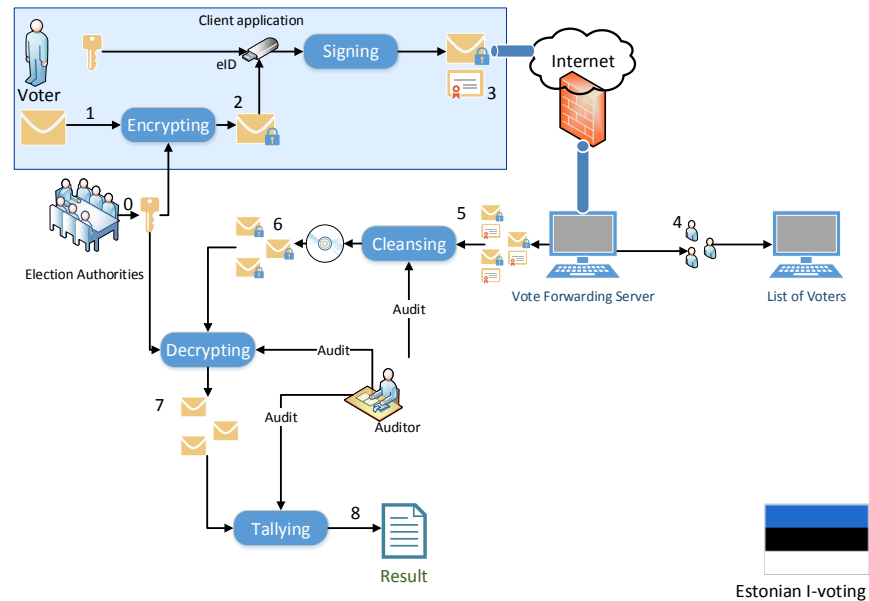 Client application
eID
Signing
Voter
1
Encrypting
2
3
Internet
0
Election Authorities
6
Cleansing
5
4
Vote Forwarding Server
List of Voters
Audit
Decrypting
Audit
7
Audit
Auditor
Tallying
8
Result
Estonian I-voting